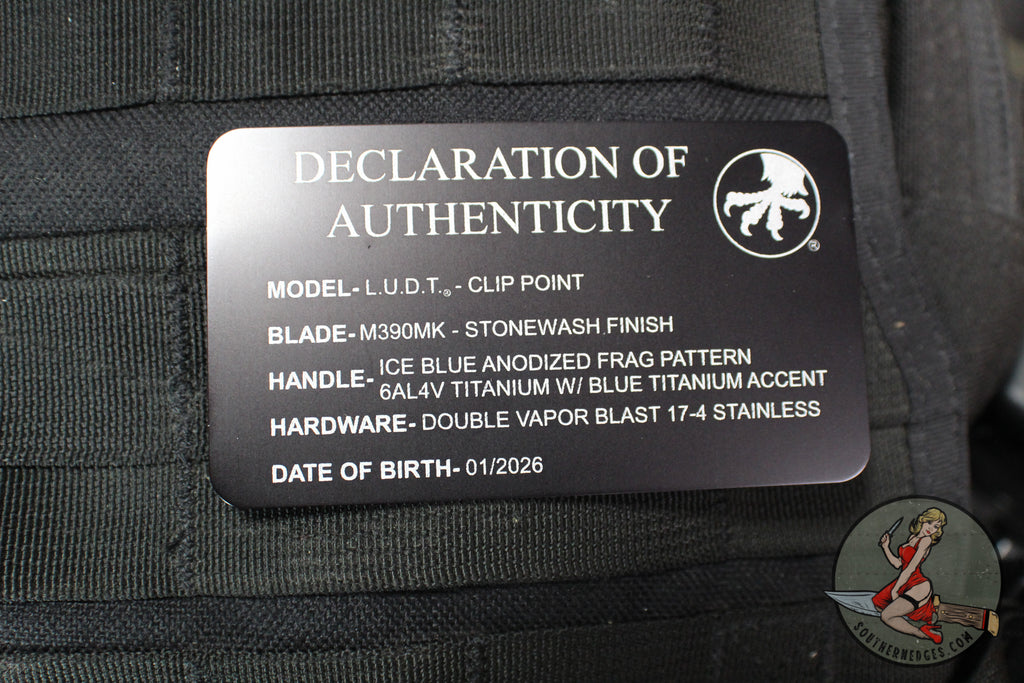 DECLARATION OF
AUTHENTICITY
®
MODEL- L.U.D.T.® - CLIP POINT
BLADE- M390MK - STONEWASH FINISH
HANDLE- ICE BLUE ANODIZED FRAG PATTERN
6AL4V TITANIUM W/ BLUE TITANIUM ACCENT
HARDWARE- DOUBLE VAPOR BLAST 17-4 STAINLESS
DATE OF BIRTH- 01/2026
SOUTHERNEDGES.COM